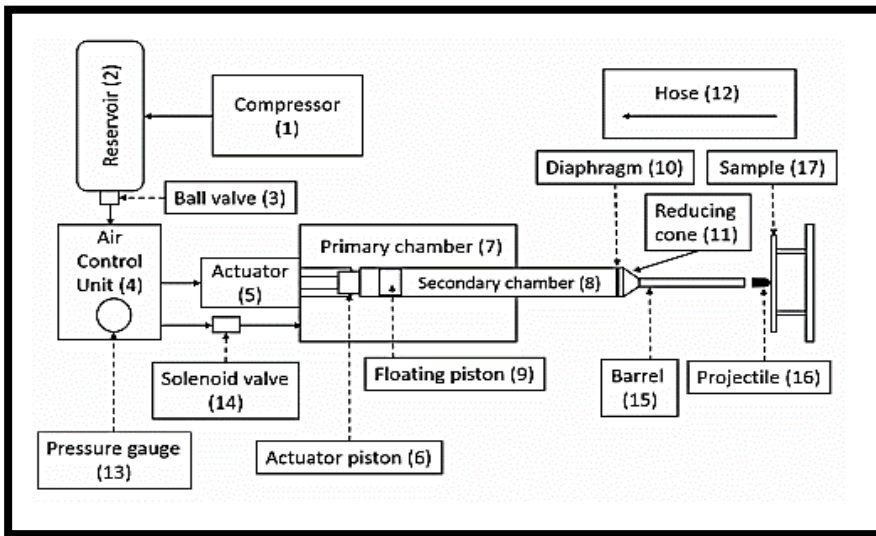 Reservoir (2)
Compressor
(1)
Hose (12)
Ball valve (3)
Diaphragm (10)
Sample (17)
Air
Control
Unit (4)
Reducing
cone (11)
Primary chamber (7)
Actuator
(5)
Secondary chamber (8)
Solenoid valve
(14)
Floating piston (9)
Barrel
(15)
Projectile (16)
Pressure gauge
(13)
Actuator piston (6)